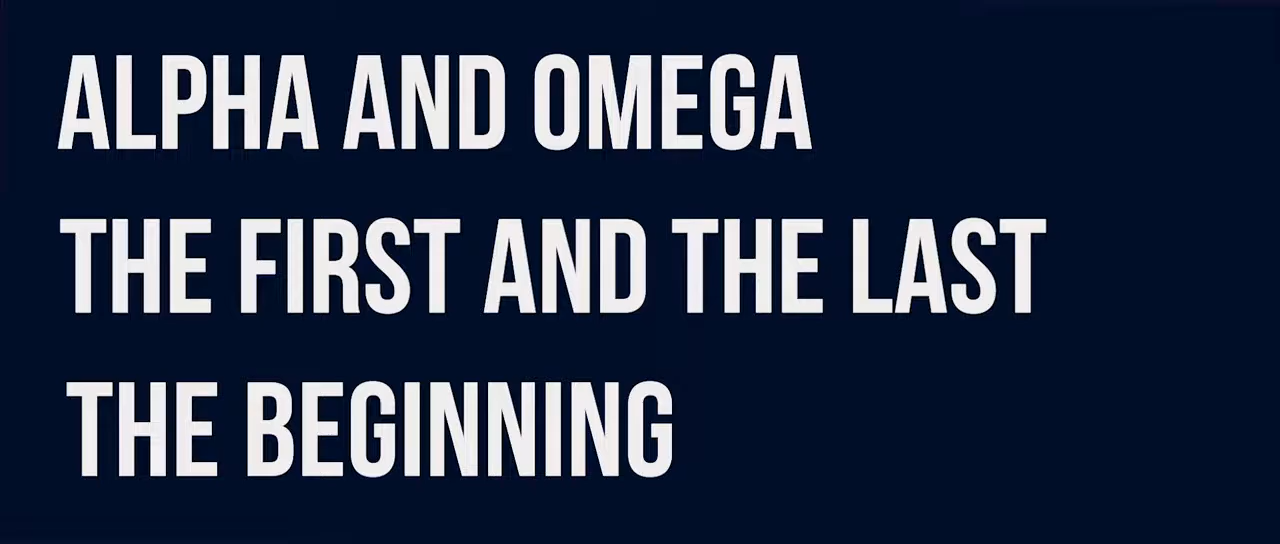 ALPHA AND OMEGA
THE FIRST AND THE LAST
THE BEGINNING